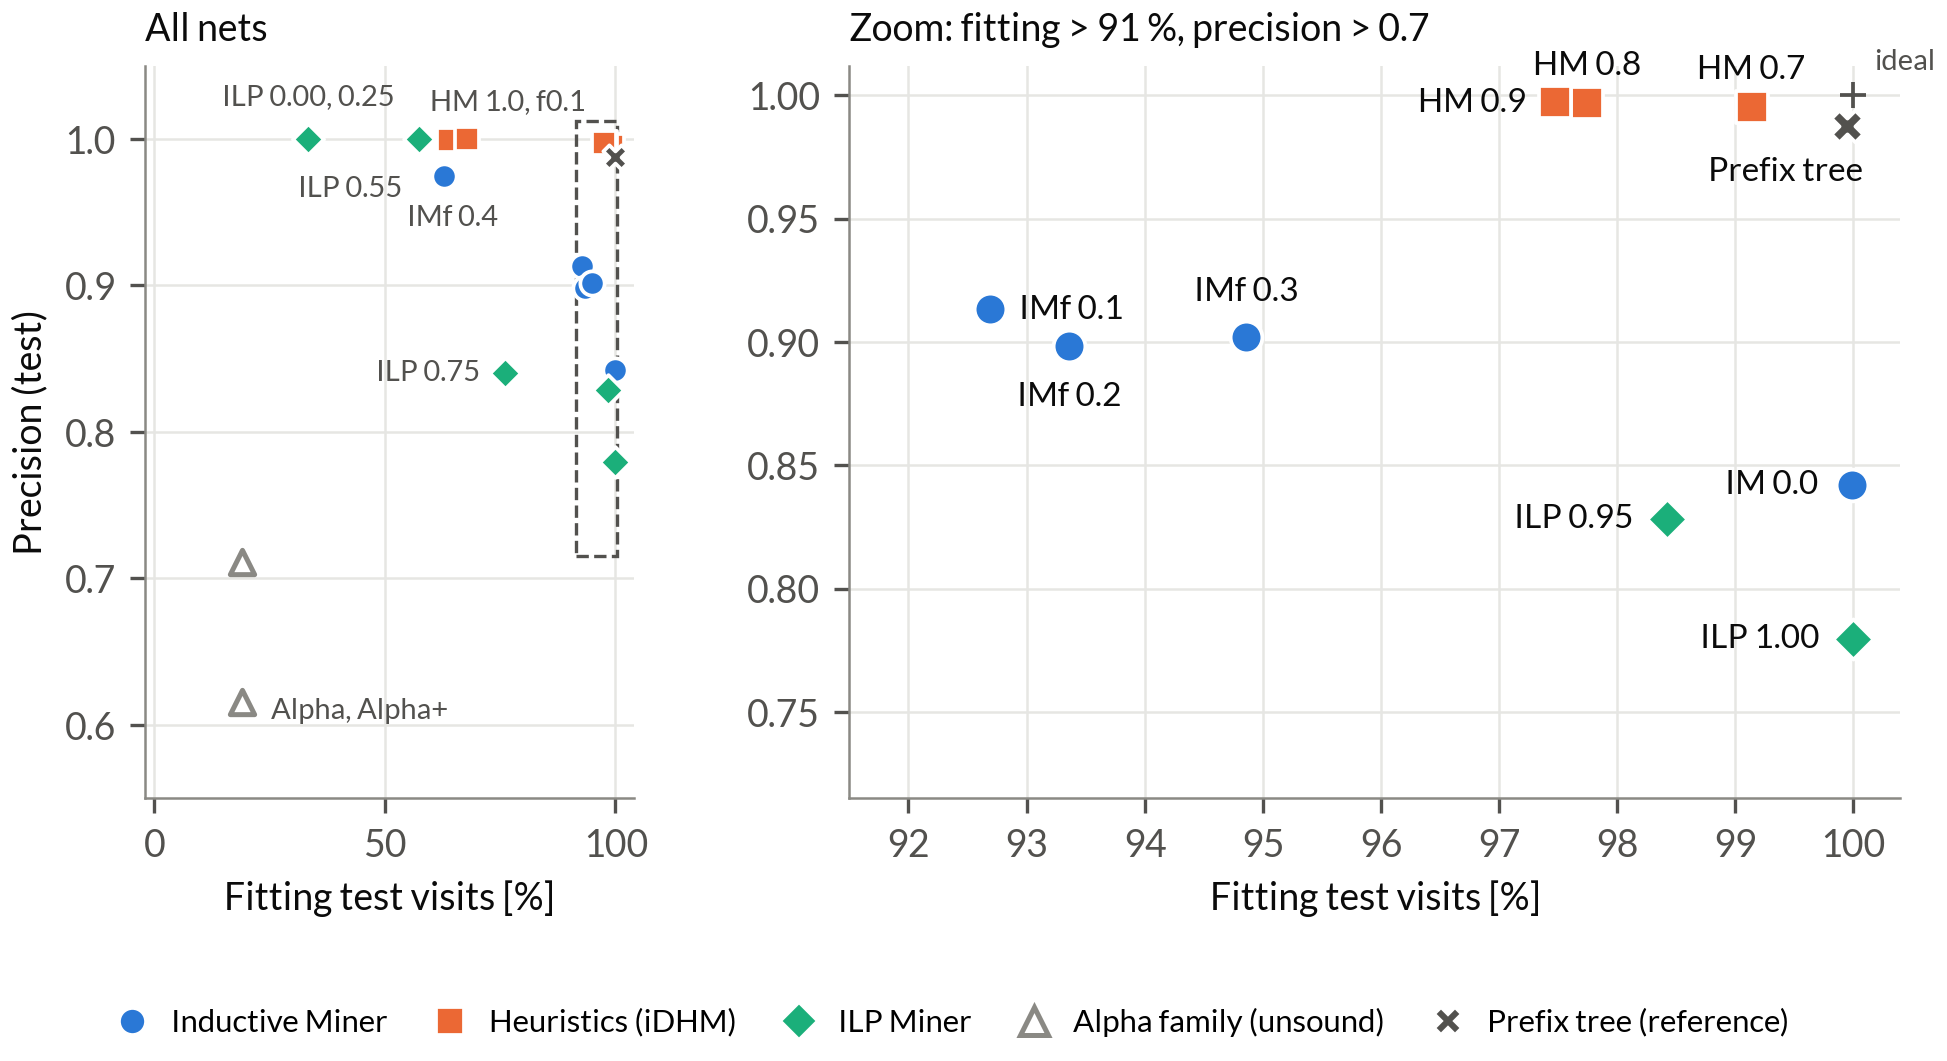 All nets
ILP 0.00, 0.25
HM 1.0, f0.1
ILP 0.55
IMf 0.4
ILP 0.75
Alpha, Alpha+
1.0
0.9
0.8
0.7
0.6
Precision (test)
0
50
100
Fitting test visits [%]
Zoom: fitting > 91 %, precision > 0.7
HM 0.8
HM 0.7
ideal
HM 0.9
Prefix tree
IMf 0.3
IMf 0.1
IMf 0.2
IM 0.0
ILP 0.95
ILP 1.00
1.00
0.95
0.90
0.85
0.80
0.75
92
93
94
95
96
97
98
99
100
Fitting test visits [%]
Inductive Miner
Heuristics (iDHM)
ILP Miner
Alpha family (unsound)
Prefix tree (reference)